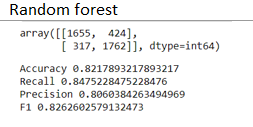 Random forest
array([[1655, 424],
[ 317, 1762]], dtype=int64)
Accuracy 0.8217893217893217
Recall 0.8475228475228476
Precision 0.8060384263494969
F1 0.8262602579132473